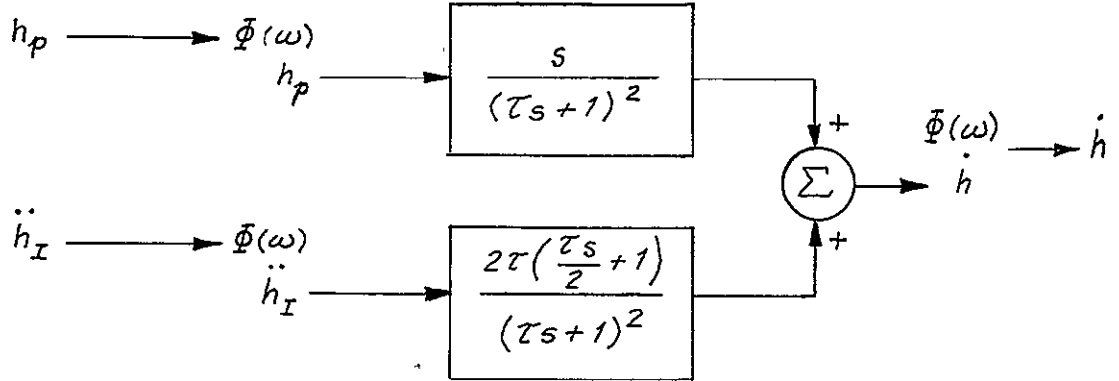 h_p → Φ(ω)
h_p
s
(τs+1)²
+
Φ(ω) → ḣ
ḣ
Σ
+
ḧ_I → Φ(ω)
ḧ_I
2τ(τs/2+1)
(τs+1)²